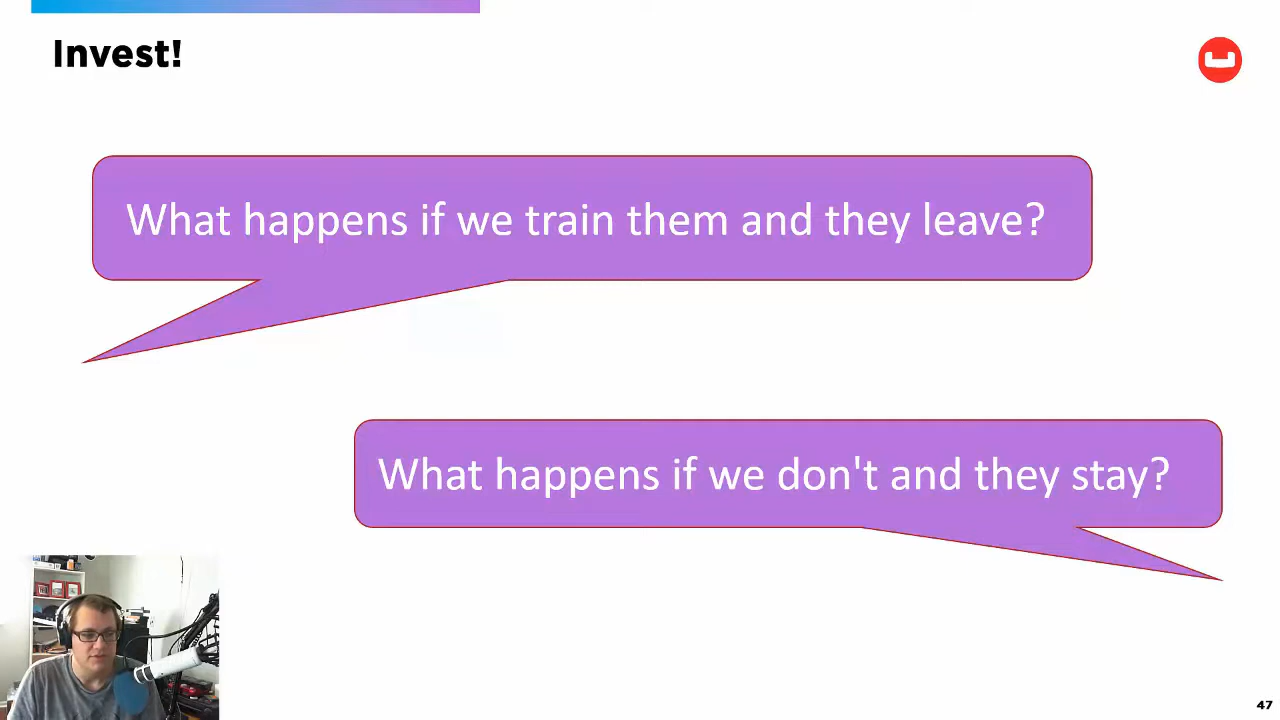 Invest!
What happens if we train them and they leave?
What happens if we don't and they stay?
47